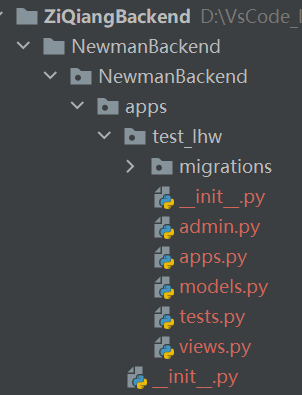 ZiQiangBackend D:\VsCode_
NewmanBackend
NewmanBackend
apps
test_lhw
migrations
__init__.py
admin.py
apps.py
models.py
tests.py
views.py
__init__.py